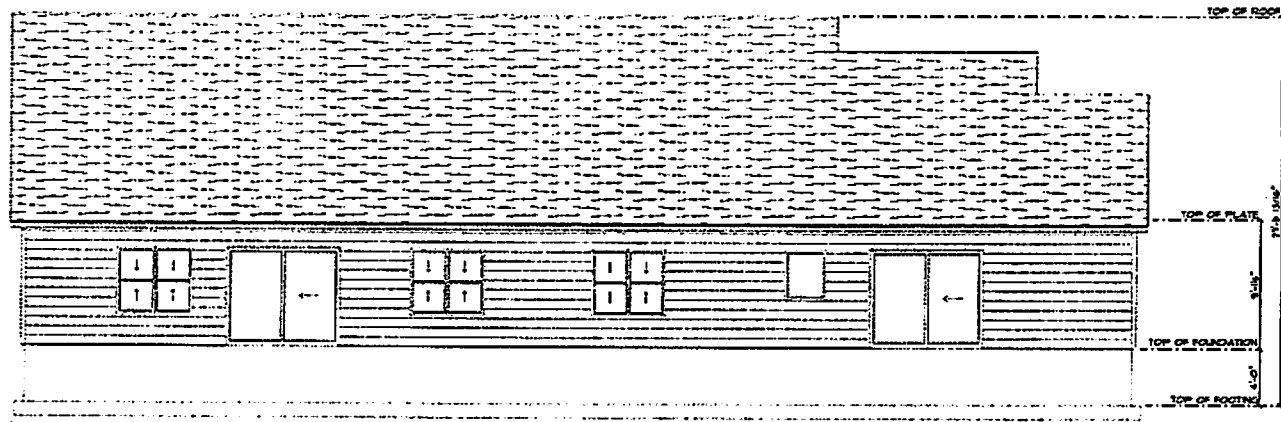 TOP OF ROOF
TOP OF PLATE
TOP OF FOUNDATION
4'-0"
TOP OF FOOTING